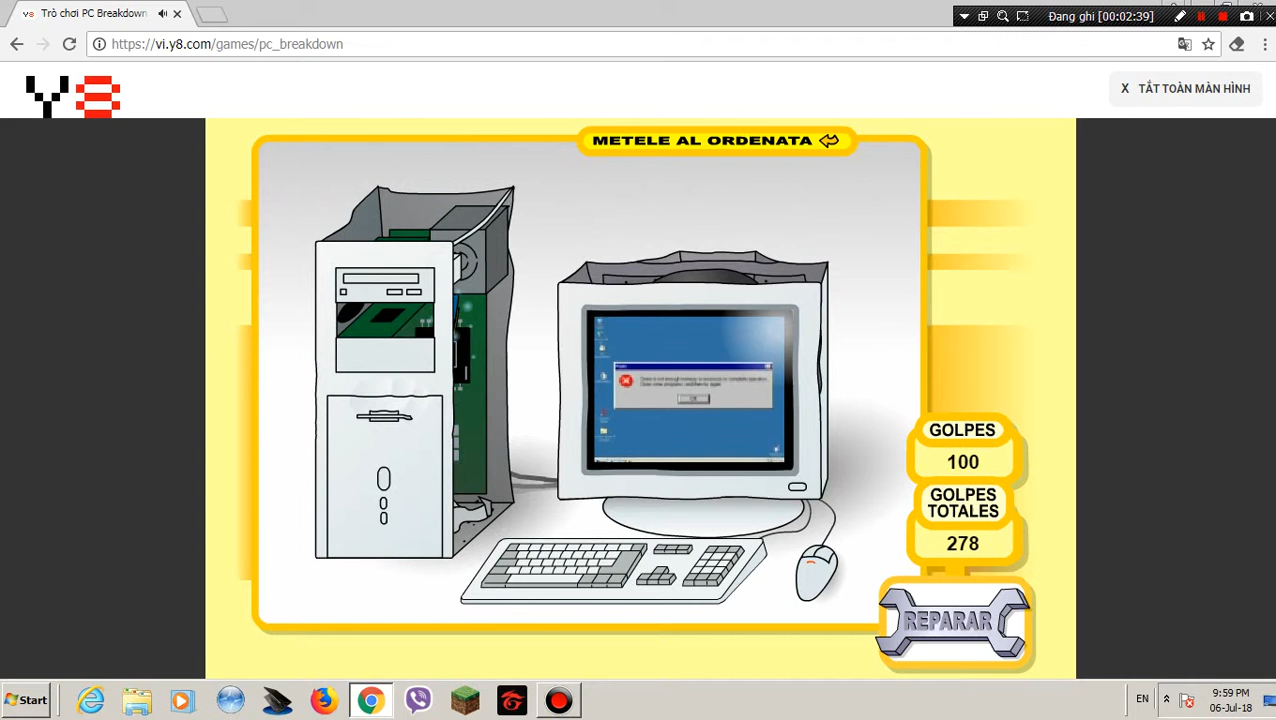 Trò chơi PC Breakdown
Đang ghi [00:02:39]
https://vi.y8.com/games/pc_breakdown
Y8
X TẮT TOÀN MÀN HÌNH
METELE AL ORDENATA
GOLPES
100
GOLPES
TOTALES
278
REPARAR
Start
EN
9:59 PM
06-Jul-18